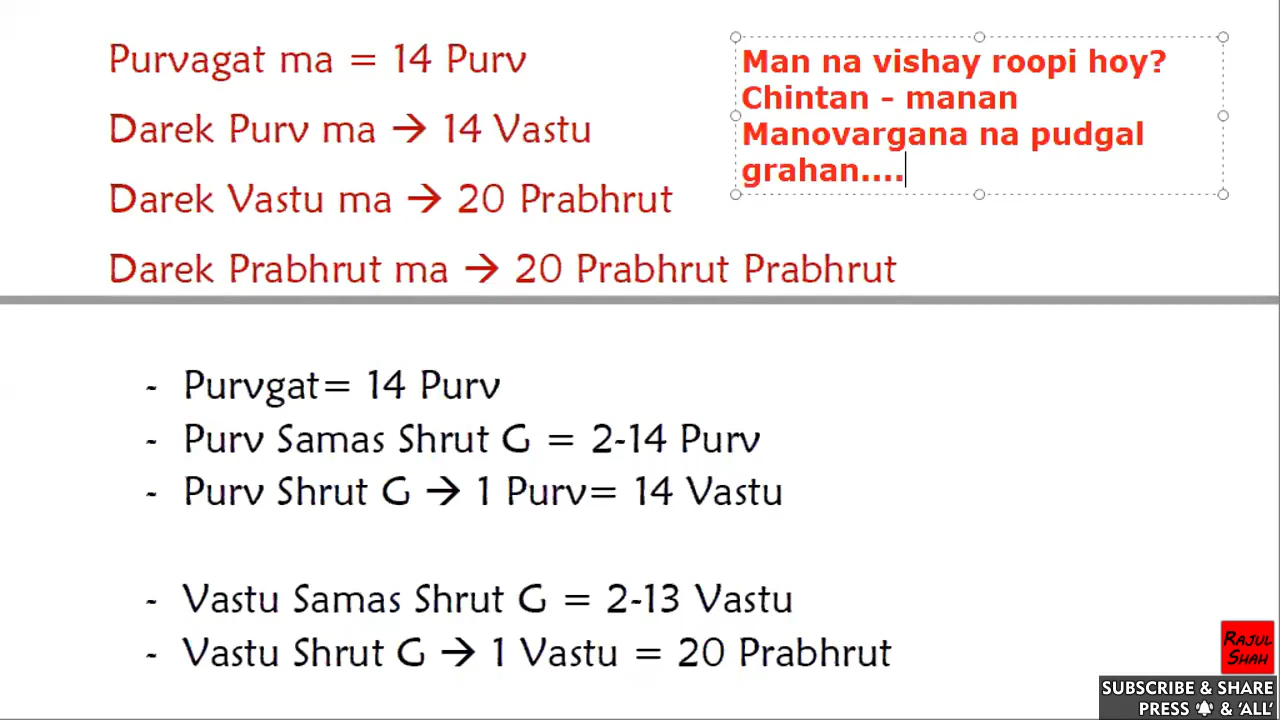 Purvagat ma = 14 Purv
Darek Purv ma → 14 Vastu
Darek Vastu ma → 20 Prabhrut
Darek Prabhrut ma → 20 Prabhrut Prabhrut
Man na vishay roopi hoy?
Chintan - manan
Manovargana na pudgal
grahan....
- Purvgat= 14 Purv
- Purv Samas Shrut G = 2-14 Purv
- Purv Shrut G → 1 Purv= 14 Vastu
- Vastu Samas Shrut G = 2-13 Vastu
- Vastu Shrut G → 1 Vastu = 20 Prabhrut
RAJUL
SHAH
SUBSCRIBE & SHARE
PRESS 🔔 & 'ALL'